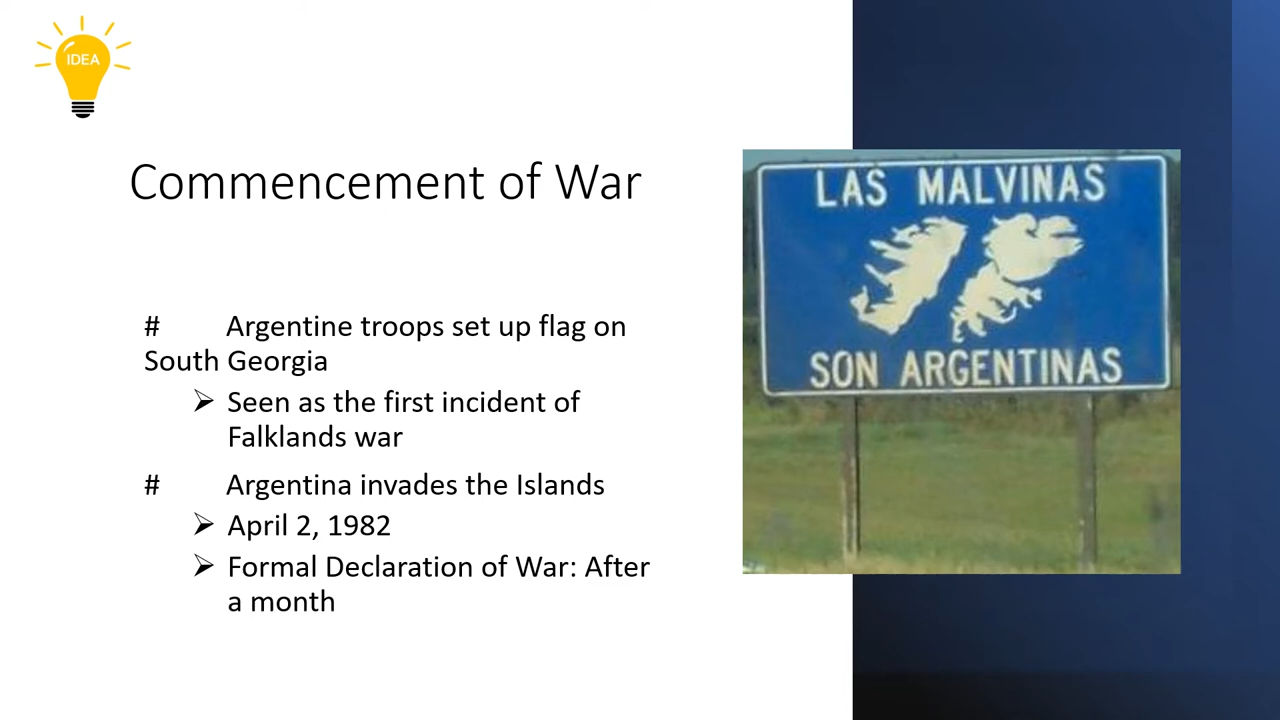 IDEA
Commencement of War
# Argentine troops set up flag on
South Georgia
➢ Seen as the first incident of
Falklands war
# Argentina invades the Islands
➢ April 2, 1982
➢ Formal Declaration of War: After
a month
LAS MALVINAS
SON ARGENTINAS